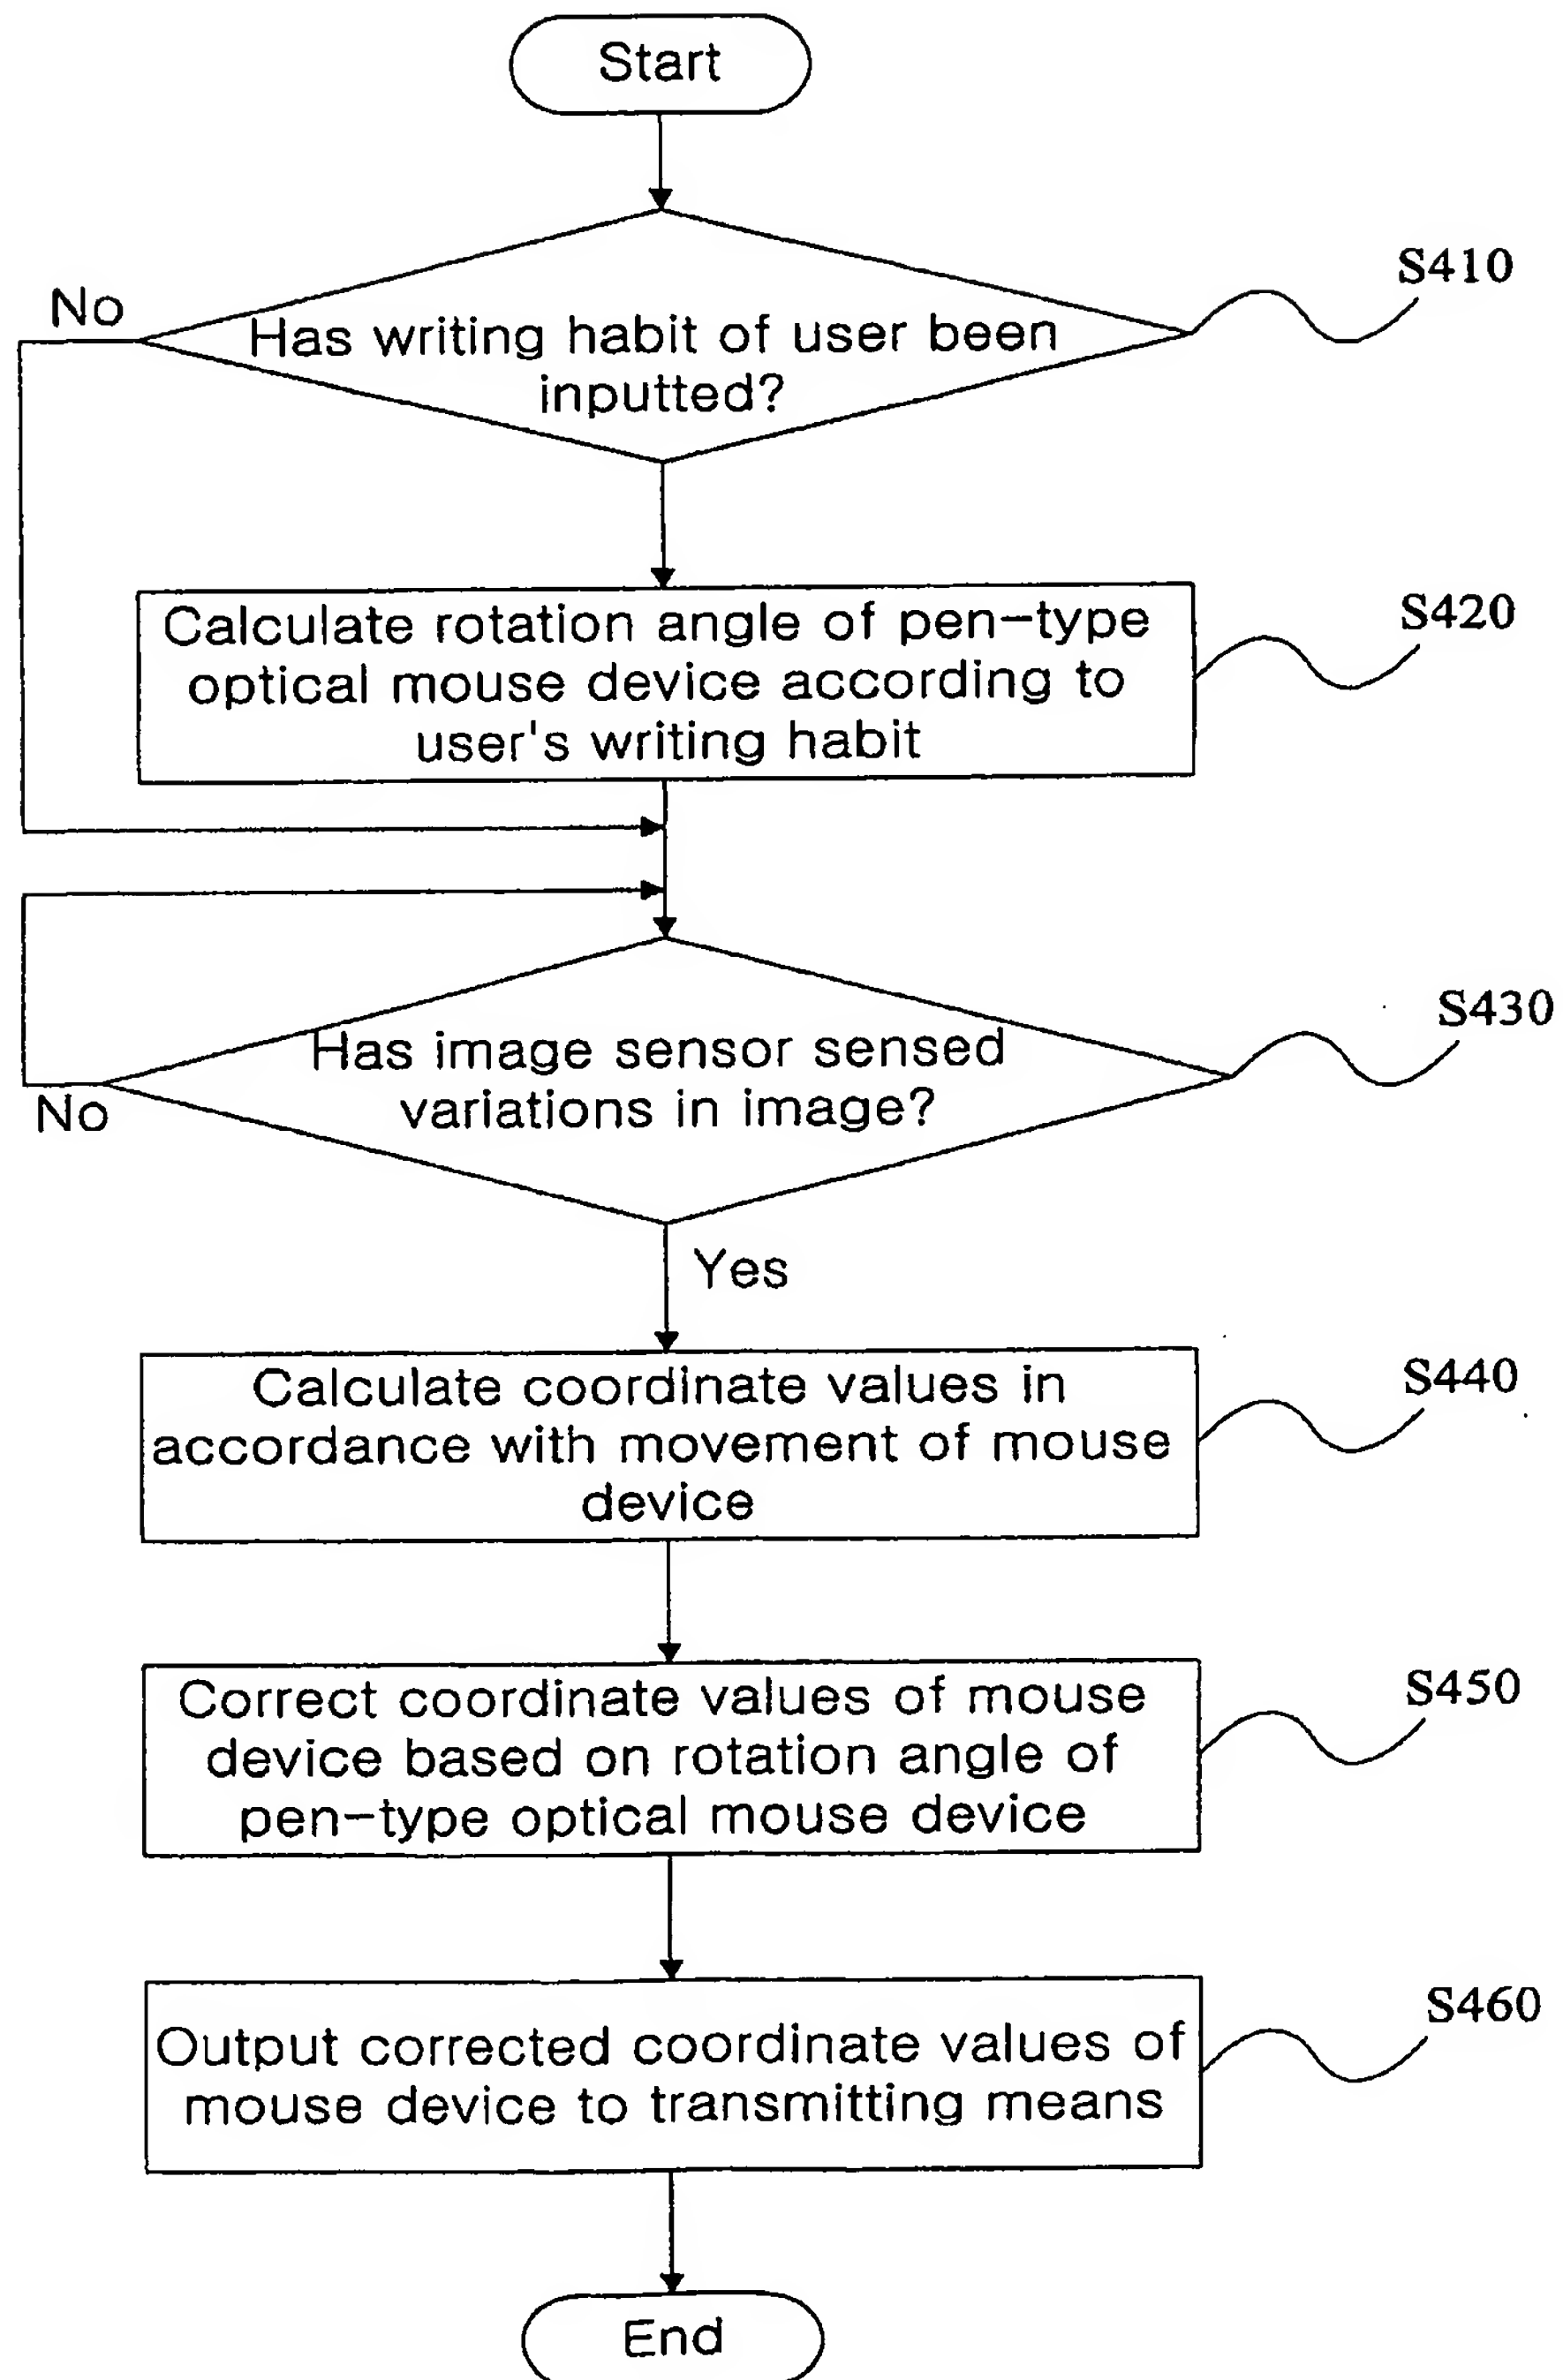 Start
S410
No
Has writing habit of user been
inputted?
S420
Calculate rotation angle of pen-type
optical mouse device according to
user's writing habit
S430
Has image sensor sensed
variations in image?
No
Yes
S440
Calculate coordinate values in
accordance with movement of mouse
device
S450
Correct coordinate values of mouse
device based on rotation angle of
pen-type optical mouse device
S460
Output corrected coordinate values of
mouse device to transmitting means
End